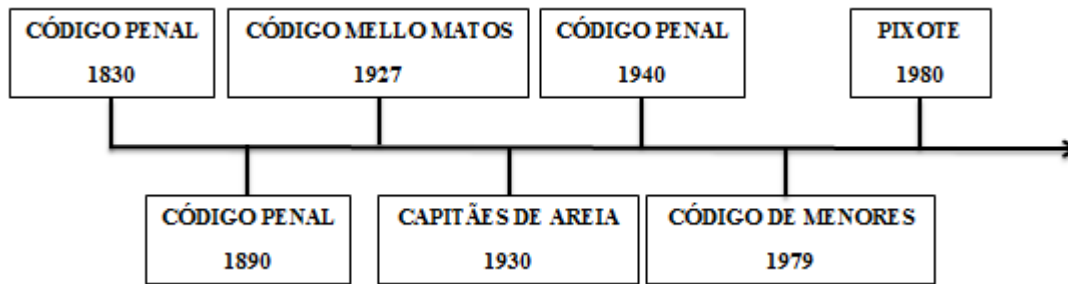 CÓDIGO PENAL
1830
CÓDIGO MELLO MATOS
1927
CÓDIGO PENAL
1940
PIXOTE
1980
CÓDIGO PENAL
1890
CAPITÃES DE AREIA
1930
CÓDIGO DE MENORES
1979